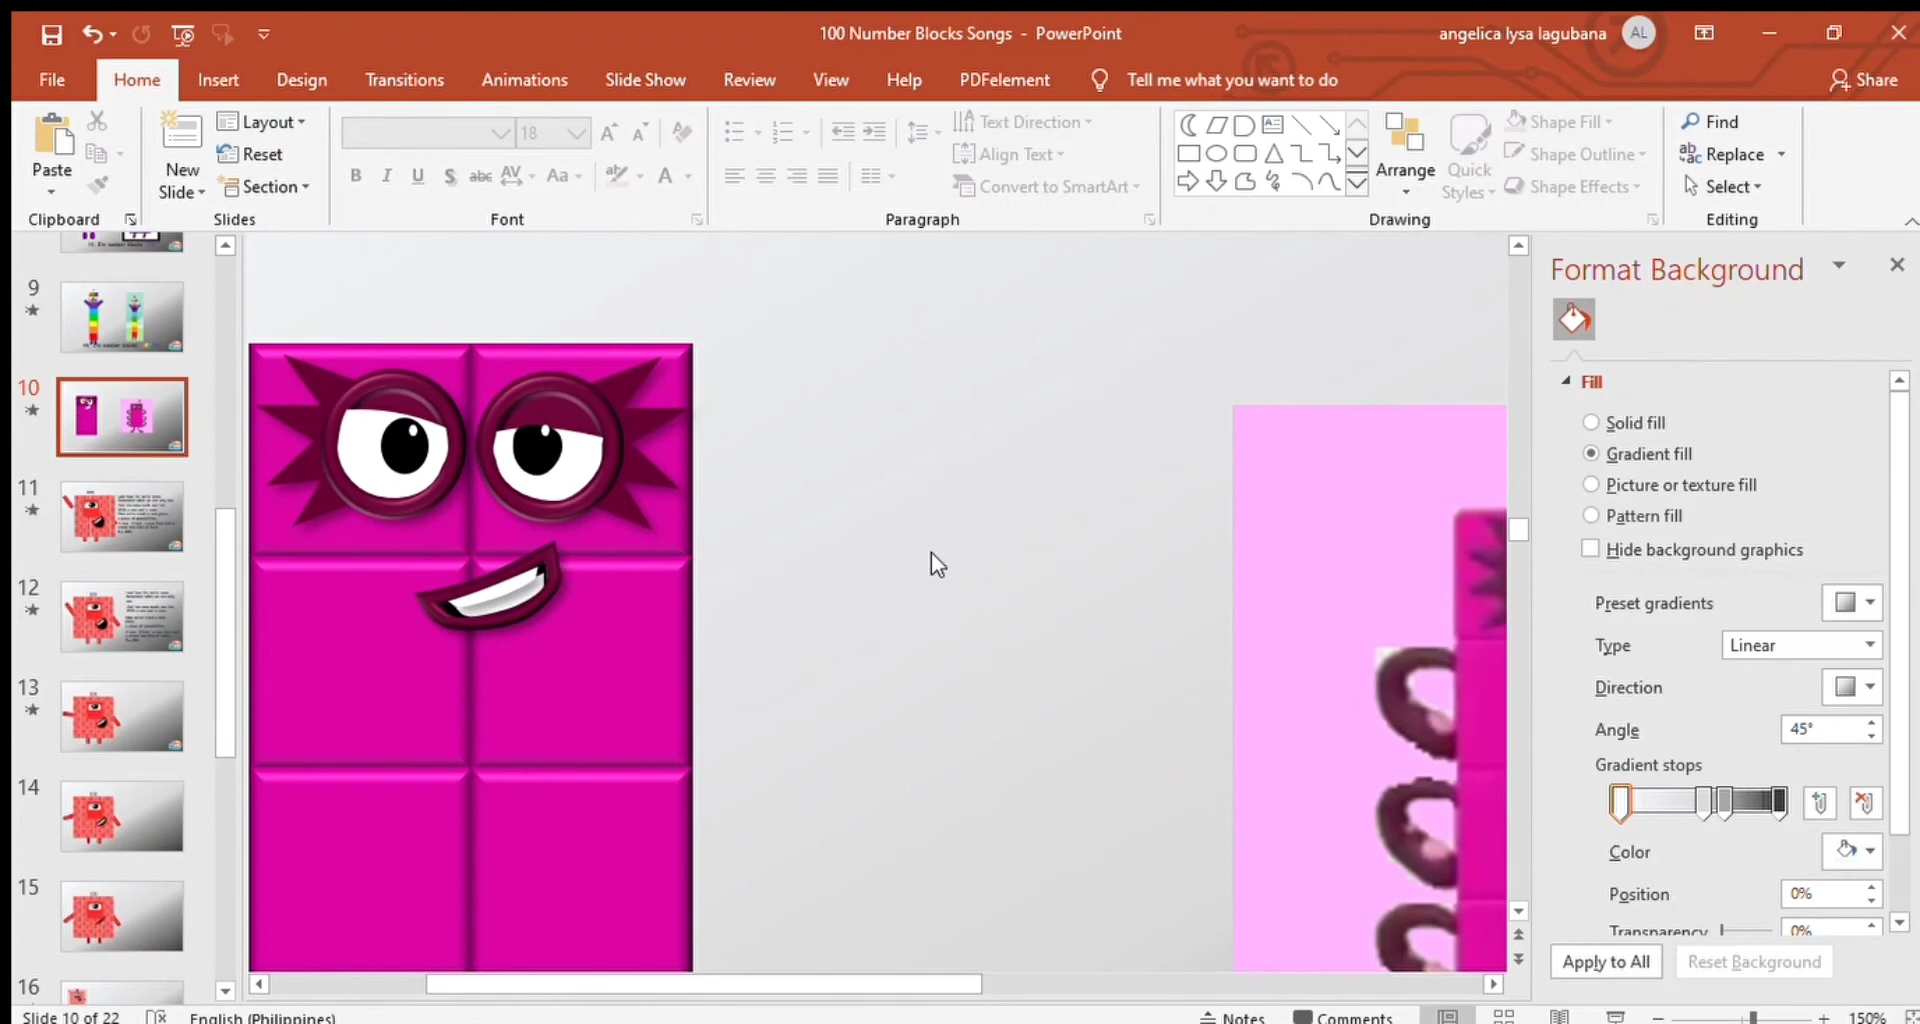 100 Number Blocks Songs - PowerPoint
angelica lysa lagubana
AL
File
Home
Insert
Design
Transitions
Animations
Slide Show
Review
View
Help
PDFelement
Tell me what you want to do
Share
Paste
Clipboard
New
Slide
Layout
Reset
Section
Slides
18
B I U S abc AV Aa A
Font
Text Direction
Align Text
Convert to SmartArt
Paragraph
Arrange
Quick
Styles
Shape Fill
Shape Outline
Shape Effects
Drawing
Find
Replace
Select
Editing
9
10
11
12
13
14
15
16
Format Background
Fill
Solid fill
Gradient fill
Picture or texture fill
Pattern fill
Hide background graphics
Preset gradients
Type
Linear
Direction
Angle
45°
Gradient stops
Color
Position
0%
Transparency
0%
Apply to All
Reset Background
Slide 10 of 22
English (Philippines)
Notes
Comments
150%